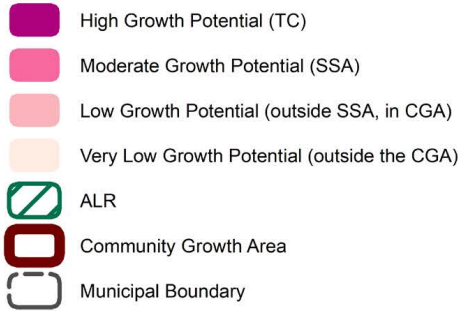 High Growth Potential (TC)
Moderate Growth Potential (SSA)
Low Growth Potential (outside SSA, in CGA)
Very Low Growth Potential (outside the CGA)
ALR
Community Growth Area
Municipal Boundary